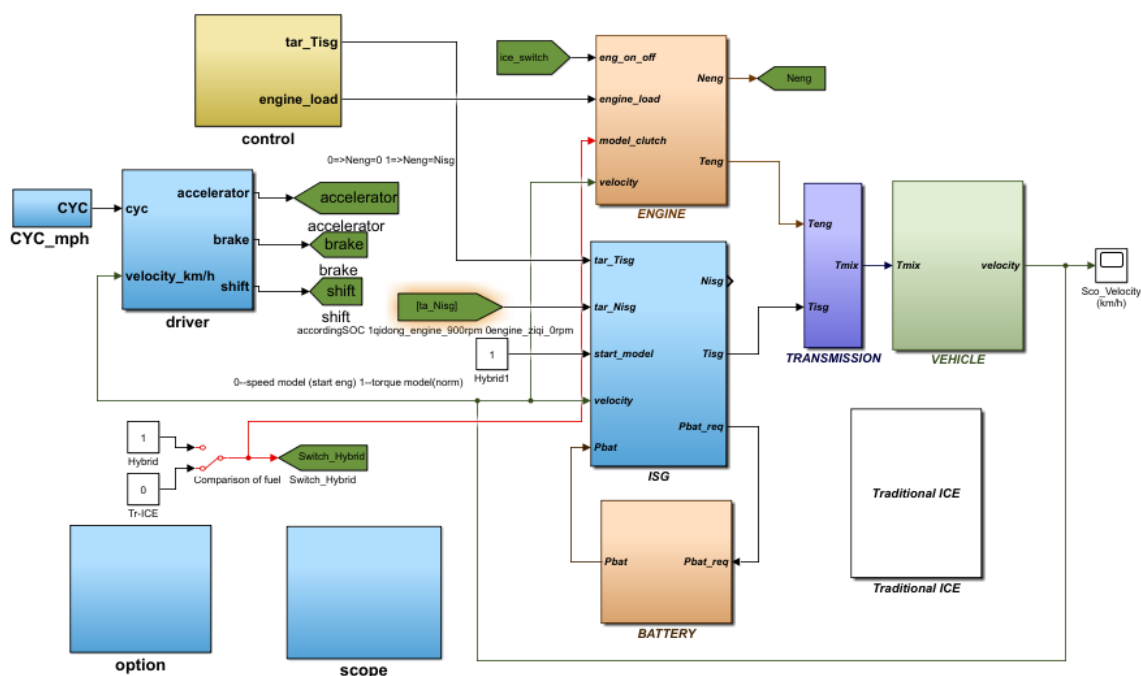 tar_Tisg
engine_load
control
ice_switch
eng_on_off
engine_load
model_clutch
velocity
Neng
Teng
ENGINE
Neng
0=>Neng=0 1=>Neng=Nisg
CYC
CYC_mph
cyc
velocity_km/h
accelerator
brake
shift
driver
accelerator
accelerator
brake
brake
shift
shift
tar_Tisg
tar_Nisg
start_model
velocity
Pbat
Nisg
Tisg
Pbat_req
ISG
[ta_Nisg]
accordingSOC 1qidong_engine_900rpm 0engine_ziqi_0rpm
1
Hybrid1
0--speed model (start eng) 1--torque model(norm)
Teng
Tisg
Tmix
TRANSMISSION
Tmix
velocity
VEHICLE
Sco_Velocity
(km/h)
1
Hybrid
0
Tr-ICE
Comparison of fuel
Switch_Hybrid
Switch_Hybrid
Pbat
Pbat_req
BATTERY
Traditional ICE
Traditional ICE
option
scope